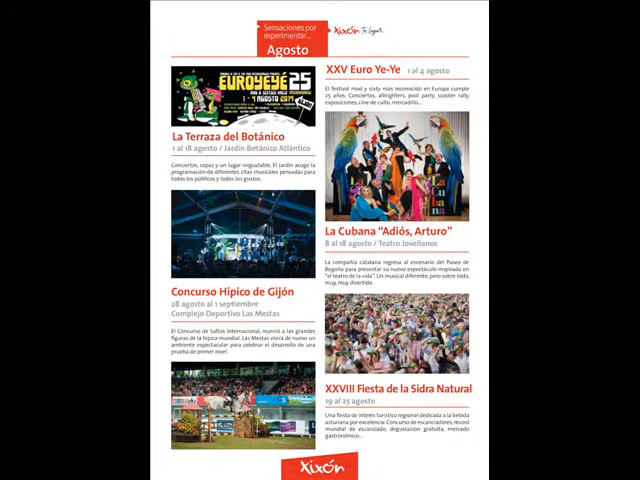 Sensaciones por
experimentar...
Agosto
Xixón Tu lugar.
EUROYEYÉ 25
1 - 4 AGOSTO 2019
GIJÓN
La Terraza del Botánico
1 al 18 agosto / Jardín Botánico Atlántico
Conciertos, copas y un lugar inigualable. El Jardín acoge la
programación de diferentes, citas musicales pensadas para
todos los públicos y todos los gustos.
Concurso Hípico de Gijón
28 agosto al 1 septiembre
Complejo Deportivo Las Mestas
El Concurso de Saltos Internacional, reunirá a las grandes
figuras de la hípica mundial. Las Mestas vivirá de nuevo un
ambiente espectacular para celebrar el desarrollo de una
prueba de primer nivel.
XXV Euro Ye-Ye 1 al 4 agosto
El festival mod y sixty más reconocido en Europa cumple
25 años. Conciertos, allnighters, pool party, scooter rally,
exposiciones, cine de culto, mercadillo...
La
Cubana
La Cubana “Adiós, Arturo”
8 al 18 agosto / Teatro Jovellanos
La compañía catalana regresa al escenario del Paseo de
Begoña para presentar su nuevo espectáculo inspirado en
“el teatro de la vida”. Un musical diferente, pero sobre todo,
muy, muy divertido.
XXVIII Fiesta de la Sidra Natural
19 al 25 agosto
Una fiesta de interés turístico regional dedicada a la bebida
asturiana por excelencia. Concurso de escanciadores, récord
mundial de escanciado, degustación gratuita, mercado
gastronómico...
Xixón